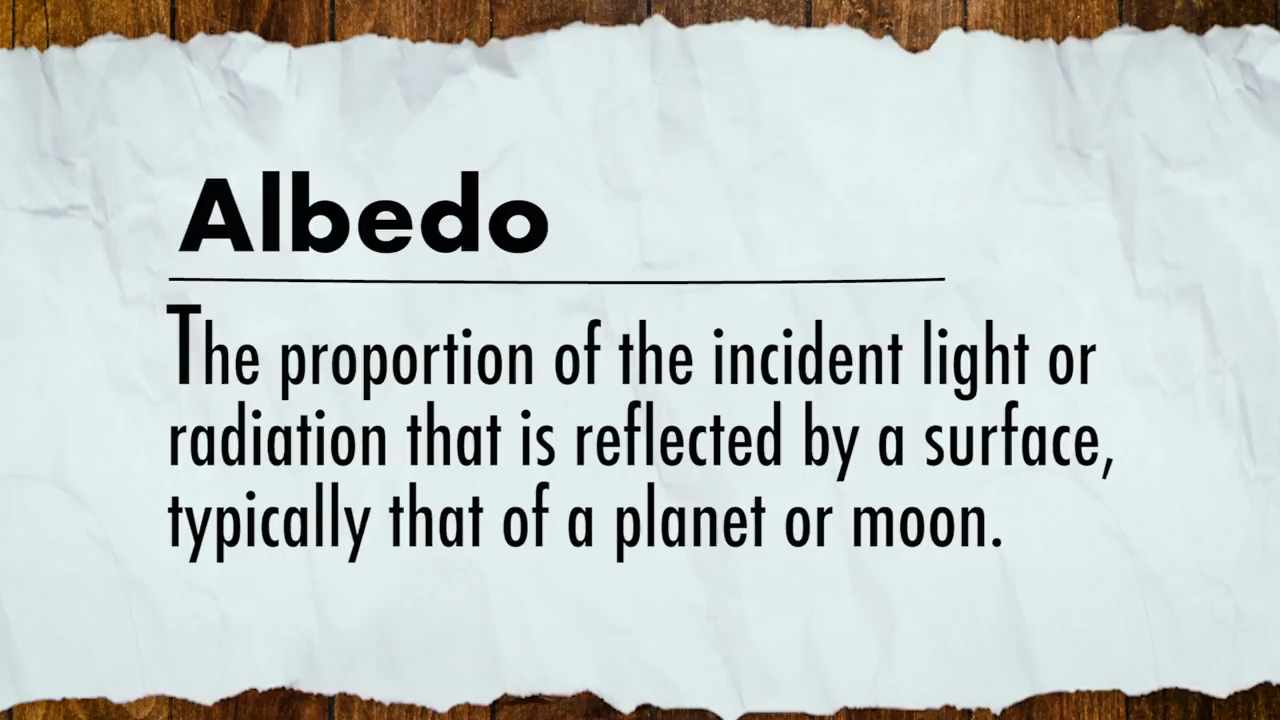 Albedo
The proportion of the incident light or
radiation that is reflected by a surface,
typically that of a planet or moon.